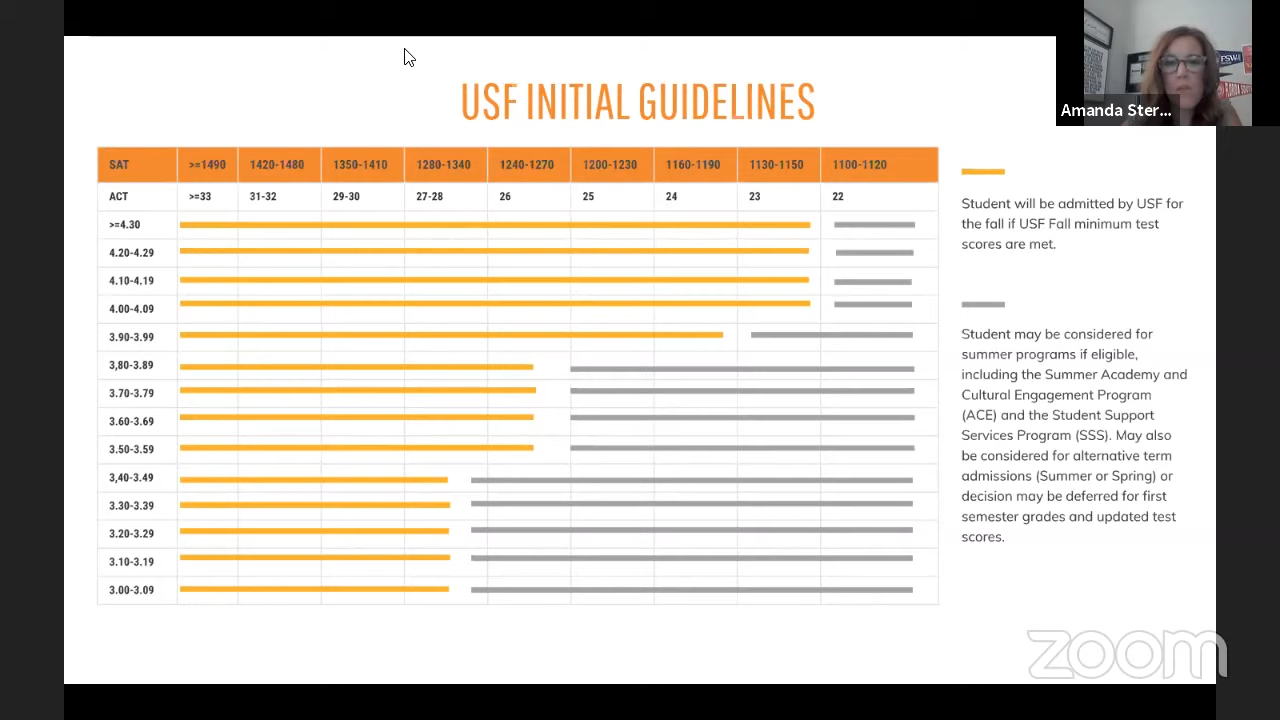 USF INITIAL GUIDELINES
Amanda Ster...
SAT >=1490 1420-1480 1350-1410 1280-1340 1240-1270 1200-1230 1160-1190 1130-1150 1100-1120
ACT >=33 31-32 29-30 27-28 26 25 24 23 22
>=4.30
4.20-4.29
4.10-4.19
4.00-4.09
3.90-3.99
3,80-3.89
3.70-3.79
3.60-3.69
3.50-3.59
3,40-3.49
3.30-3.39
3.20-3.29
3.10-3.19
3.00-3.09
Student will be admitted by USF for
the fall if USF Fall minimum test
scores are met.
Student may be considered for
summer programs if eligible,
including the Summer Academy and
Cultural Engagement Program
(ACE) and the Student Support
Services Program (SSS). May also
be considered for alternative term
admissions (Summer or Spring) or
decision may be deferred for first
semester grades and updated test
scores.
zoom